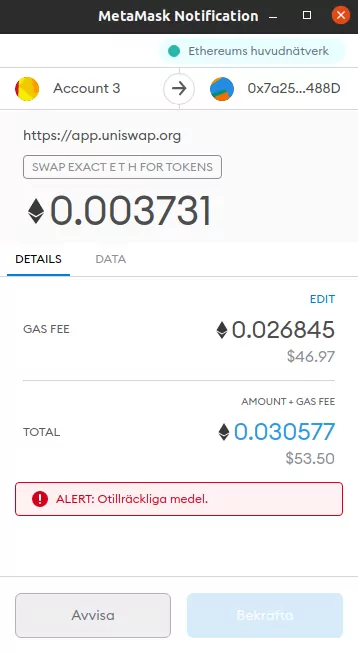 MetaMask Notification
Ethereums huvudnätverk
Account 3
0x7a25...488D
https://app.uniswap.org
SWAP EXACT E T H FOR TOKENS
0.003731
DETAILS DATA
EDIT
GAS FEE 0.026845
$46.97
AMOUNT + GAS FEE
TOTAL 0.030577
$53.50
! ALERT: Otillräckliga medel.
Avvisa Bekräfta